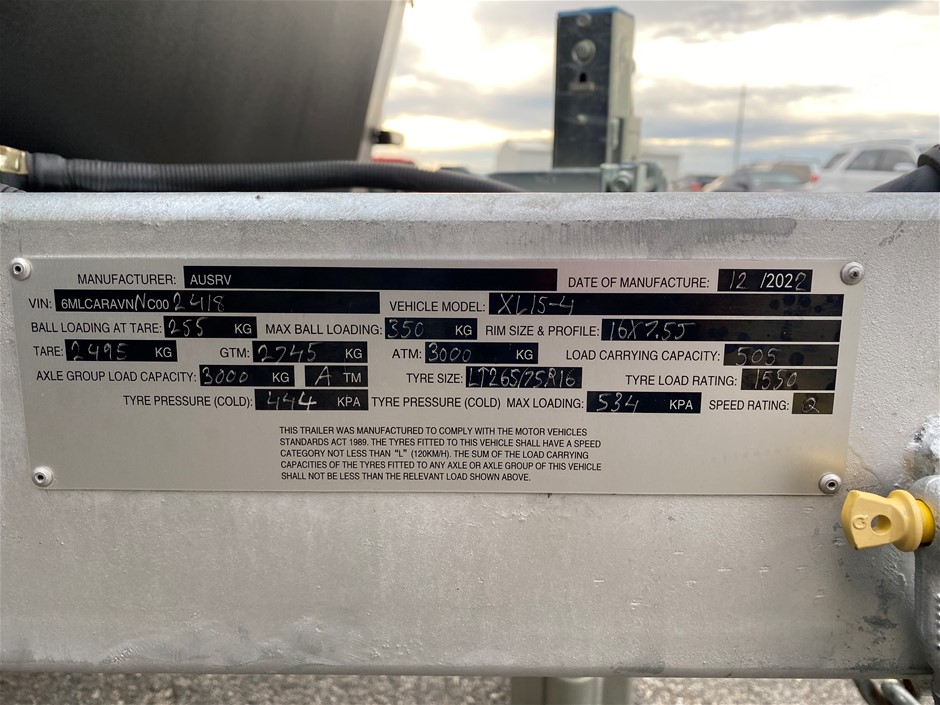 MANUFACTURER: AUSRV DATE OF MANUFACTURE: 12 /2022
VIN: 6MLCARAVNNC002418 VEHICLE MODEL: XL15-4
BALL LOADING AT TARE: 255 KG MAX BALL LOADING: 350 KG RIM SIZE & PROFILE: 16X7.5J
TARE: 2495 KG GTM: 2745 KG ATM: 3000 KG LOAD CARRYING CAPACITY: 505
AXLE GROUP LOAD CAPACITY: 3000 KG A TM TYRE SIZE: LT265/75R16 TYRE LOAD RATING: 1550
TYRE PRESSURE (COLD): 444 KPA TYRE PRESSURE (COLD) MAX LOADING: 534 KPA SPEED RATING: Q
THIS TRAILER WAS MANUFACTURED TO COMPLY WITH THE MOTOR VEHICLES
STANDARDS ACT 1989. THE TYRES FITTED TO THIS VEHICLE SHALL HAVE A SPEED
CATEGORY NOT LESS THAN "L" (120KM/H). THE SUM OF THE LOAD CARRYING
CAPACITIES OF THE TYRES FITTED TO ANY AXLE OR AXLE GROUP OF THIS VEHICLE
SHALL NOT BE LESS THAN THE RELEVANT LOAD SHOWN ABOVE.